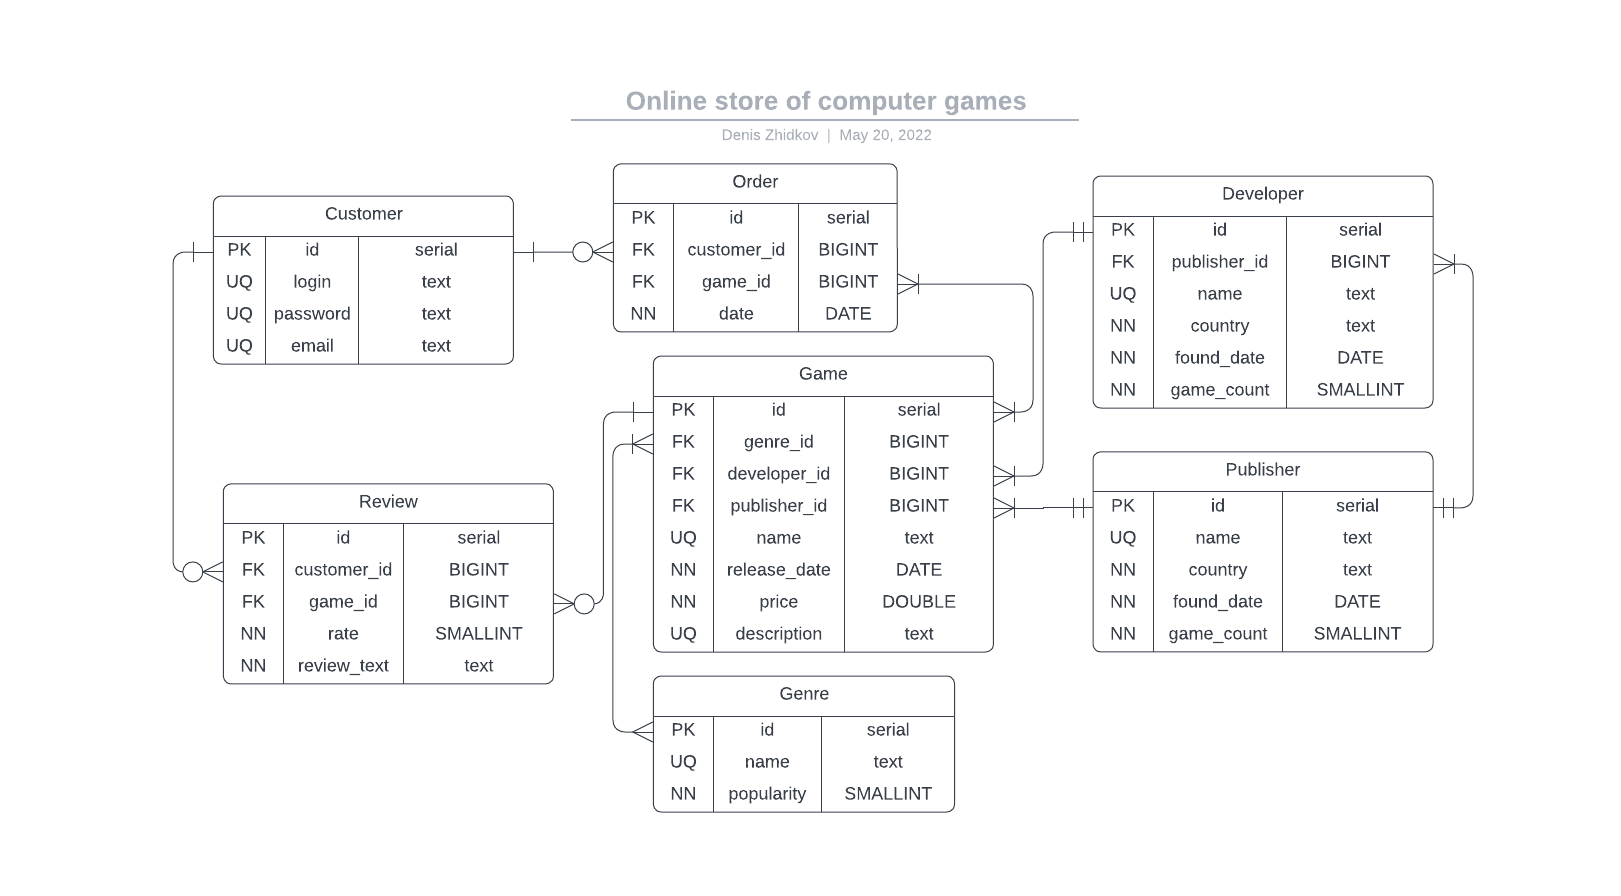 Online store of computer games
Denis Zhidkov | May 20, 2022
Customer
PK id serial
UQ login text
UQ password text
UQ email text
Order
PK id serial
FK customer_id BIGINT
FK game_id BIGINT
NN date DATE
Developer
PK id serial
FK publisher_id BIGINT
UQ name text
NN country text
NN found_date DATE
NN game_count SMALLINT
Game
PK id serial
FK genre_id BIGINT
FK developer_id BIGINT
FK publisher_id BIGINT
UQ name text
NN release_date DATE
NN price DOUBLE
UQ description text
Publisher
PK id serial
UQ name text
NN country text
NN found_date DATE
NN game_count SMALLINT
Review
PK id serial
FK customer_id BIGINT
FK game_id BIGINT
NN rate SMALLINT
NN review_text text
Genre
PK id serial
UQ name text
NN popularity SMALLINT